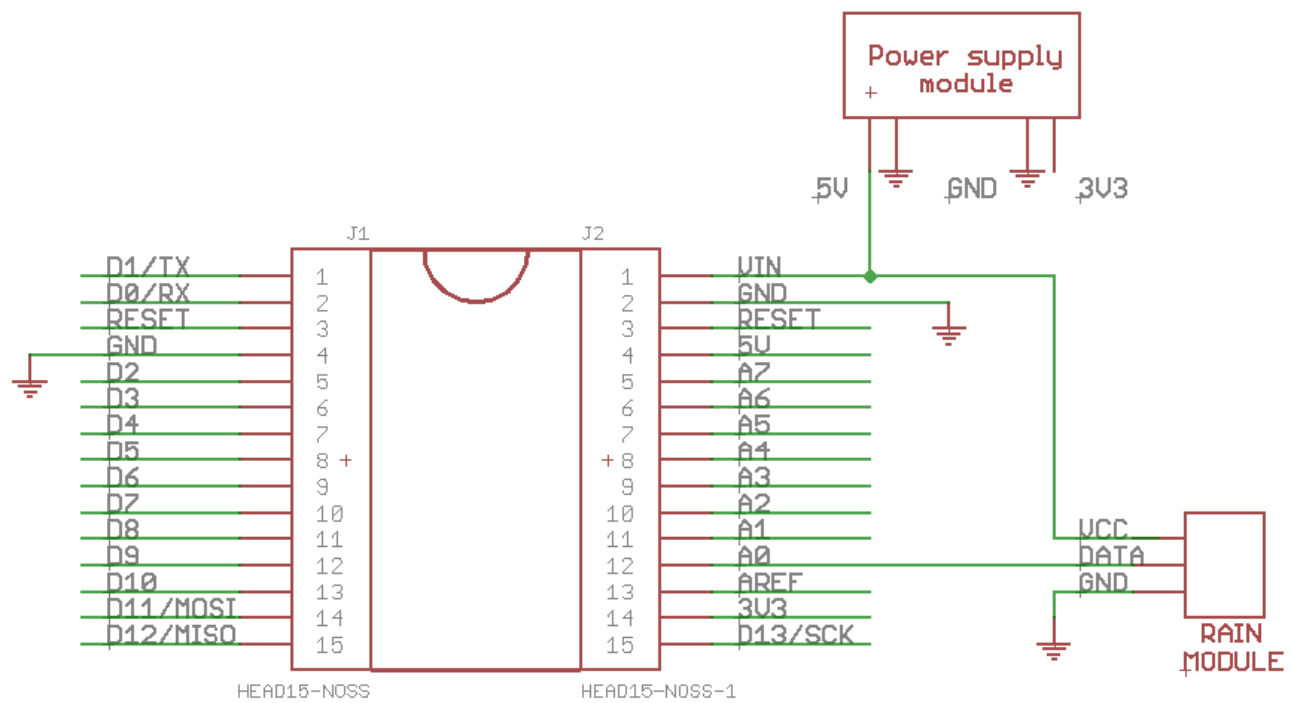 Power supply
module
5V GND 3V3
J1 J2
D1/TX 1 1 VIN
D0/RX 2 2 GND
RESET 3 3 RESET
GND 4 4 5V
D2 5 5 A7
D3 6 6 A6
D4 7 7 A5
D5 8 8 A4
D6 9 9 A3
D7 10 10 A2
D8 11 11 A1 VCC
D9 12 12 A0 DATA
D10 13 13 AREF GND
D11/MOSI 14 14 3V3
D12/MISO 15 15 D13/SCK
RAIN
MODULE
HEAD15-NOSS HEAD15-NOSS-1